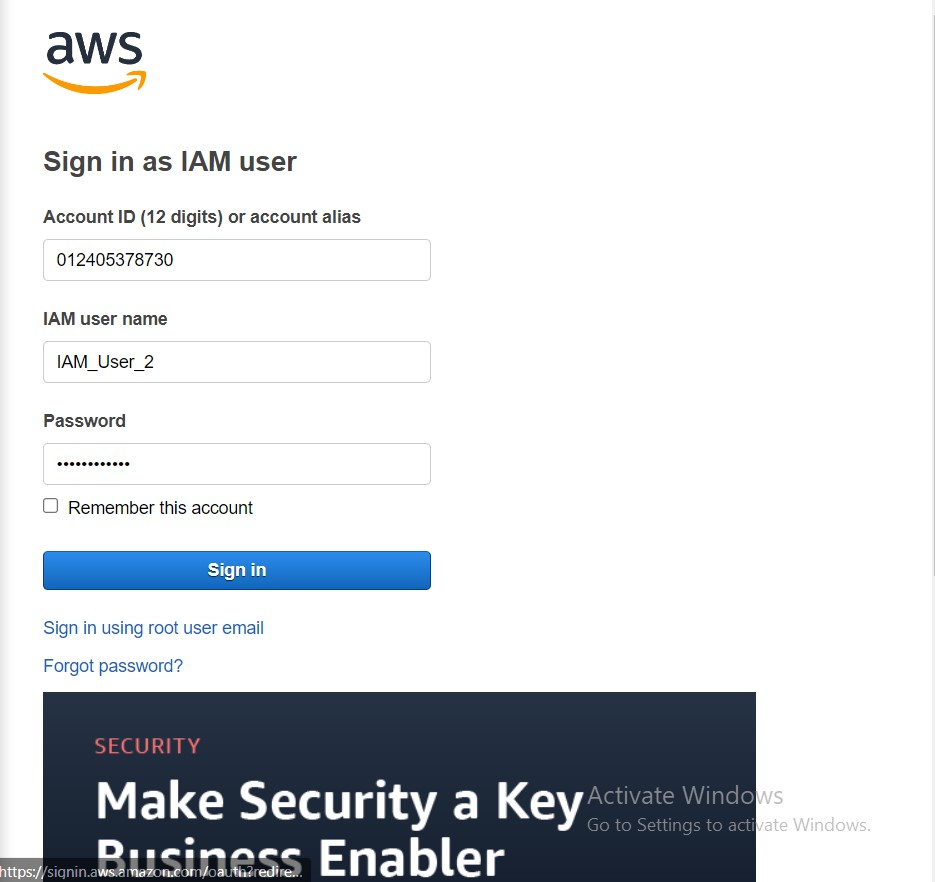 aws
Sign in as IAM user
Account ID (12 digits) or account alias
012405378730
IAM user name
IAM_User_2
Password
••••••••••••
Remember this account
Sign in
Sign in using root user email
Forgot password?
SECURITY
Make Security a Key
Business Enabler
Activate Windows
Go to Settings to activate Windows.
https://signin.aws.amazon.com/oauth?redire...